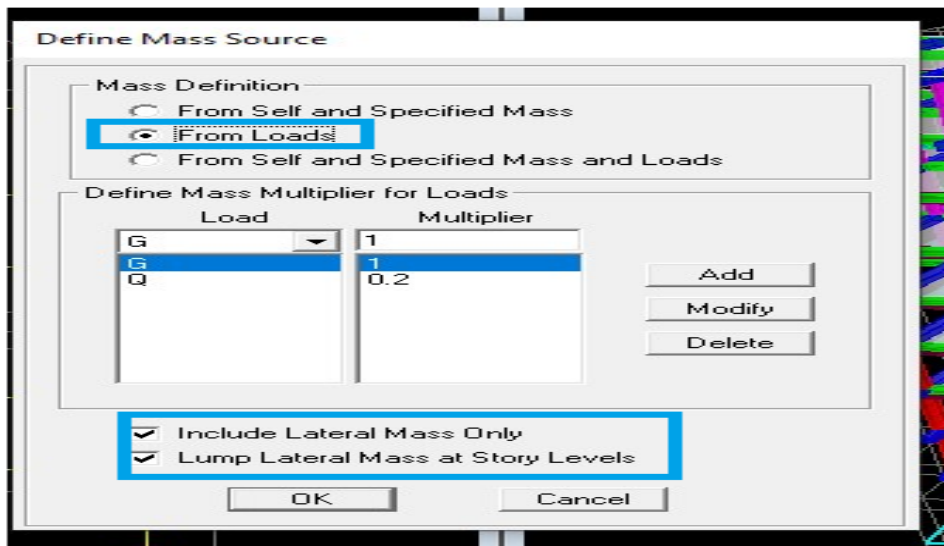 Define Mass Source
Mass Definition
From Self and Specified Mass
From Loads
From Self and Specified Mass and Loads
Define Mass Multiplier for Loads
Load Multiplier
G 1
G 1
Q 0.2
Add
Modify
Delete
Include Lateral Mass Only
Lump Lateral Mass at Story Levels
OK Cancel